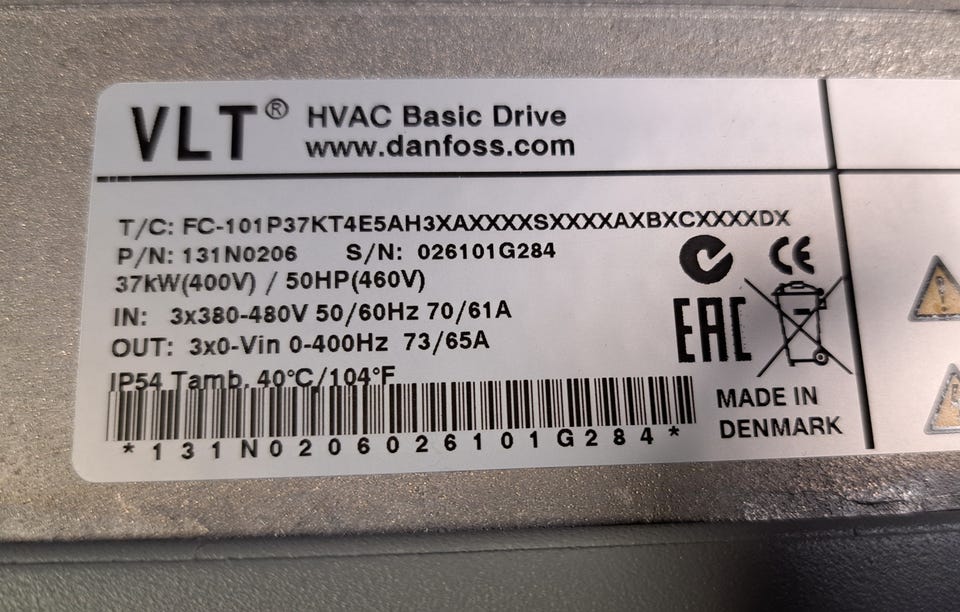 VLT® HVAC Basic Drive
www.danfoss.com
T/C: FC-101P37KT4E5AH3XAXXXXSXXXXAXBXCXXXXDX
P/N: 131N0206 S/N: 026101G284
37kW(400V) / 50HP(460V)
IN: 3x380-480V 50/60Hz 70/61A
OUT: 3x0-Vin 0-400Hz 73/65A
IP54 Tamb. 40°C/104°F
*131N0206026101G284*
CE
EAC
MADE IN
DENMARK